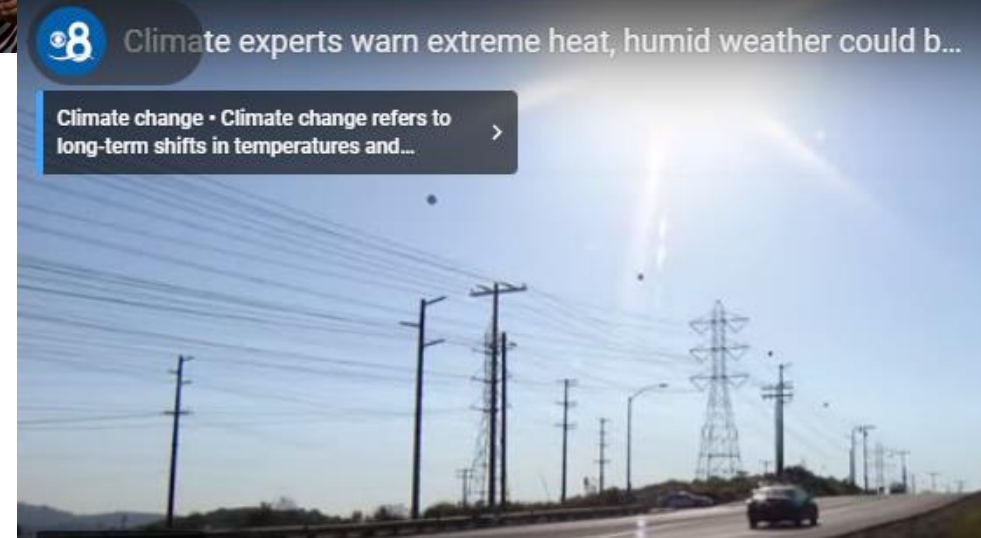 8
Climate experts warn extreme heat, humid weather could b...
Climate change • Climate change refers to
long-term shifts in temperatures and...